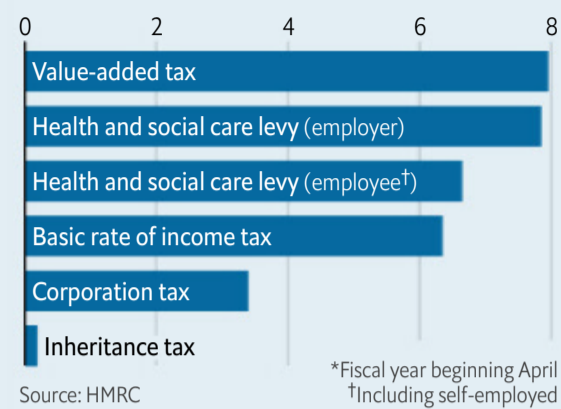 0 2 4 6 8
Value-added tax
Health and social care levy (employer)
Health and social care levy (employee†)
Basic rate of income tax
Corporation tax
Inheritance tax
*Fiscal year beginning April
Source: HMRC †Including self-employed